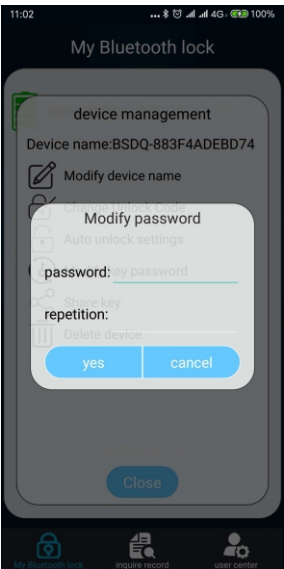 11:02
4G
100%
My Bluetooth lock
device management
Device name:BSDQ-883F4ADEBD74
Modify device name
Change Unlock Code
Modify password
Auto unlock settings
password:
key password
repetition:
Share key
Delete device
yes
cancel
Close
My Bluetooth lock
inquire record
user center